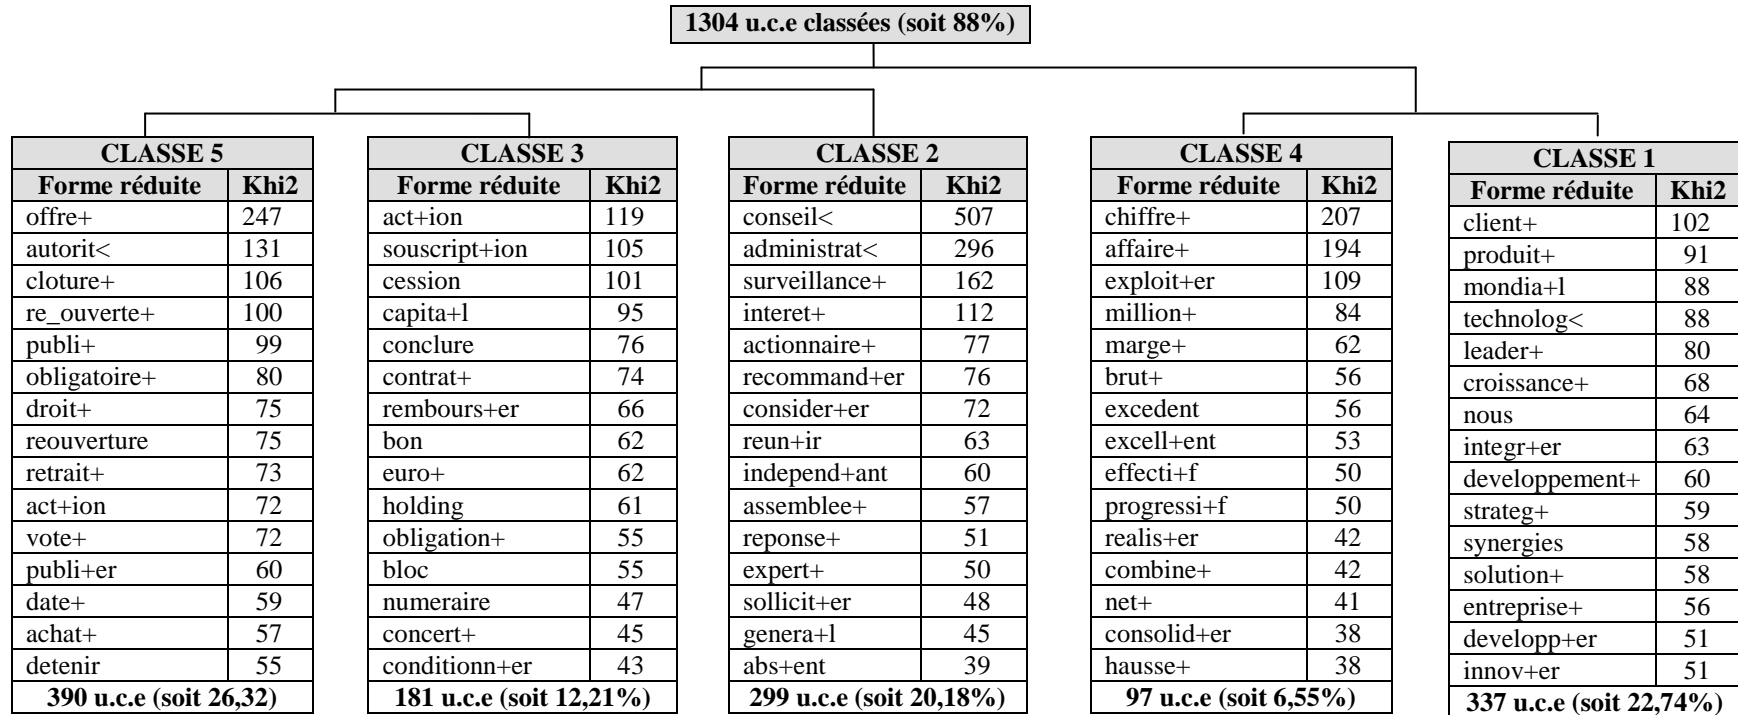 1304 u.c.e classées (soit 88%)
CLASSE 5
Forme réduite Khi2
offre+ 247
autorit< 131
cloture+ 106
re_ouverte+ 100
publi+ 99
obligatoire+ 80
droit+ 75
reouverture 75
retrait+ 73
act+ion 72
vote+ 72
publi+er 60
date+ 59
achat+ 57
detenir 55
390 u.c.e (soit 26,32)
CLASSE 3
Forme réduite Khi2
act+ion 119
souscript+ion 105
cession 101
capita+l 95
conclure 76
contrat+ 74
rembours+er 66
bon 62
euro+ 62
holding 61
obligation+ 55
bloc 55
numeraire 47
concert+ 45
conditionn+er 43
181 u.c.e (soit 12,21%)
CLASSE 2
Forme réduite Khi2
conseil< 507
administrat< 296
surveillance+ 162
interet+ 112
actionnaire+ 77
recommand+er 76
consider+er 72
reun+ir 63
independ+ant 60
assemblee+ 57
reponse+ 51
expert+ 50
sollicit+er 48
genera+l 45
abs+ent 39
299 u.c.e (soit 20,18%)
CLASSE 4
Forme réduite Khi2
chiffre+ 207
affaire+ 194
exploit+er 109
million+ 84
marge+ 62
brut+ 56
excedent 56
excell+ent 53
effecti+f 50
progressi+f 50
realis+er 42
combine+ 42
net+ 41
consolid+er 38
hausse+ 38
97 u.c.e (soit 6,55%)
CLASSE 1
Forme réduite Khi2
client+ 102
produit+ 91
mondia+l 88
technolog< 88
leader+ 80
croissance+ 68
nous 64
integr+er 63
developpement+ 60
strateg+ 59
synergies 58
solution+ 58
entreprise+ 56
developp+er 51
innov+er 51
337 u.c.e (soit 22,74%)